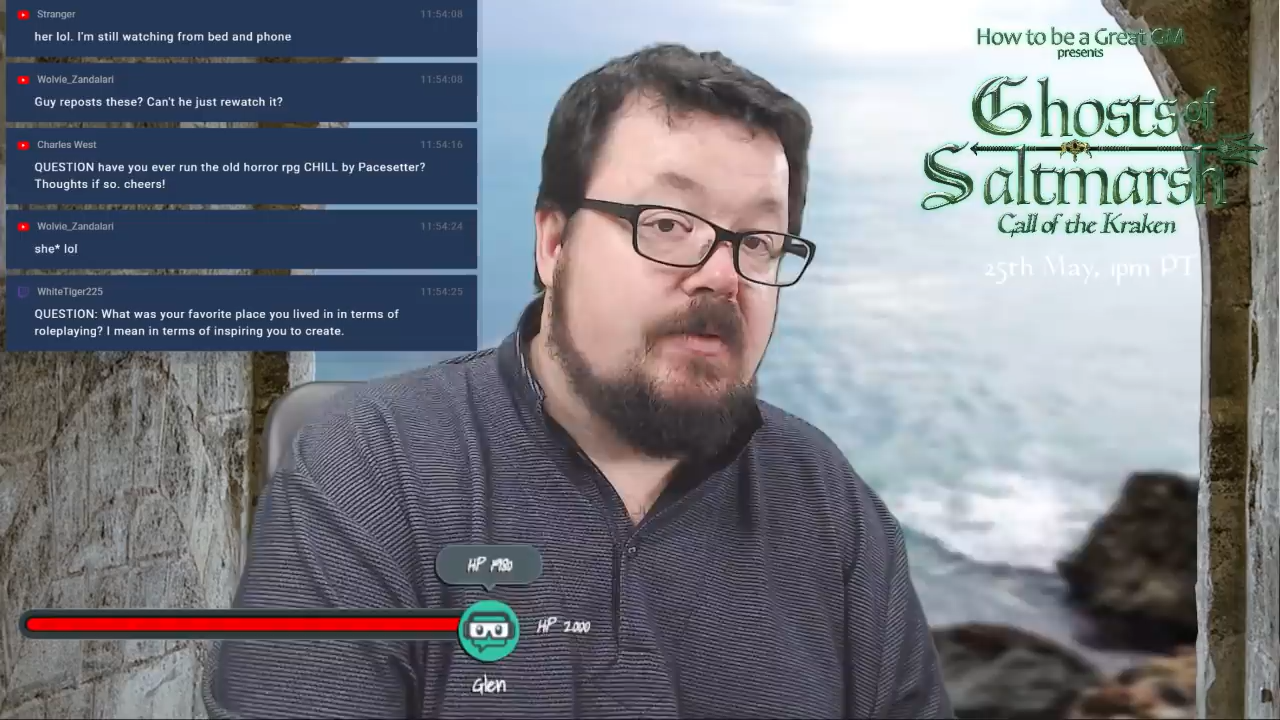 Stranger 11:54:08
her lol. I'm still watching from bed and phone
Wolvie_Zandalari 11:54:08
Guy reposts these? Can't he just rewatch it?
Charles West 11:54:16
QUESTION have you ever run the old horror rpg CHILL by Pacesetter?
Thoughts if so. cheers!
Wolvie_Zandalari 11:54:24
she* lol
WhiteTiger225 11:54:25
QUESTION: What was your favorite place you lived in in terms of
roleplaying? I mean in terms of inspiring you to create.
How to be a Great GM
presents
Ghosts of
Saltmarsh
Call of the Kraken
25th May, 1pm PT
HP 1980
HP 2000
Glen